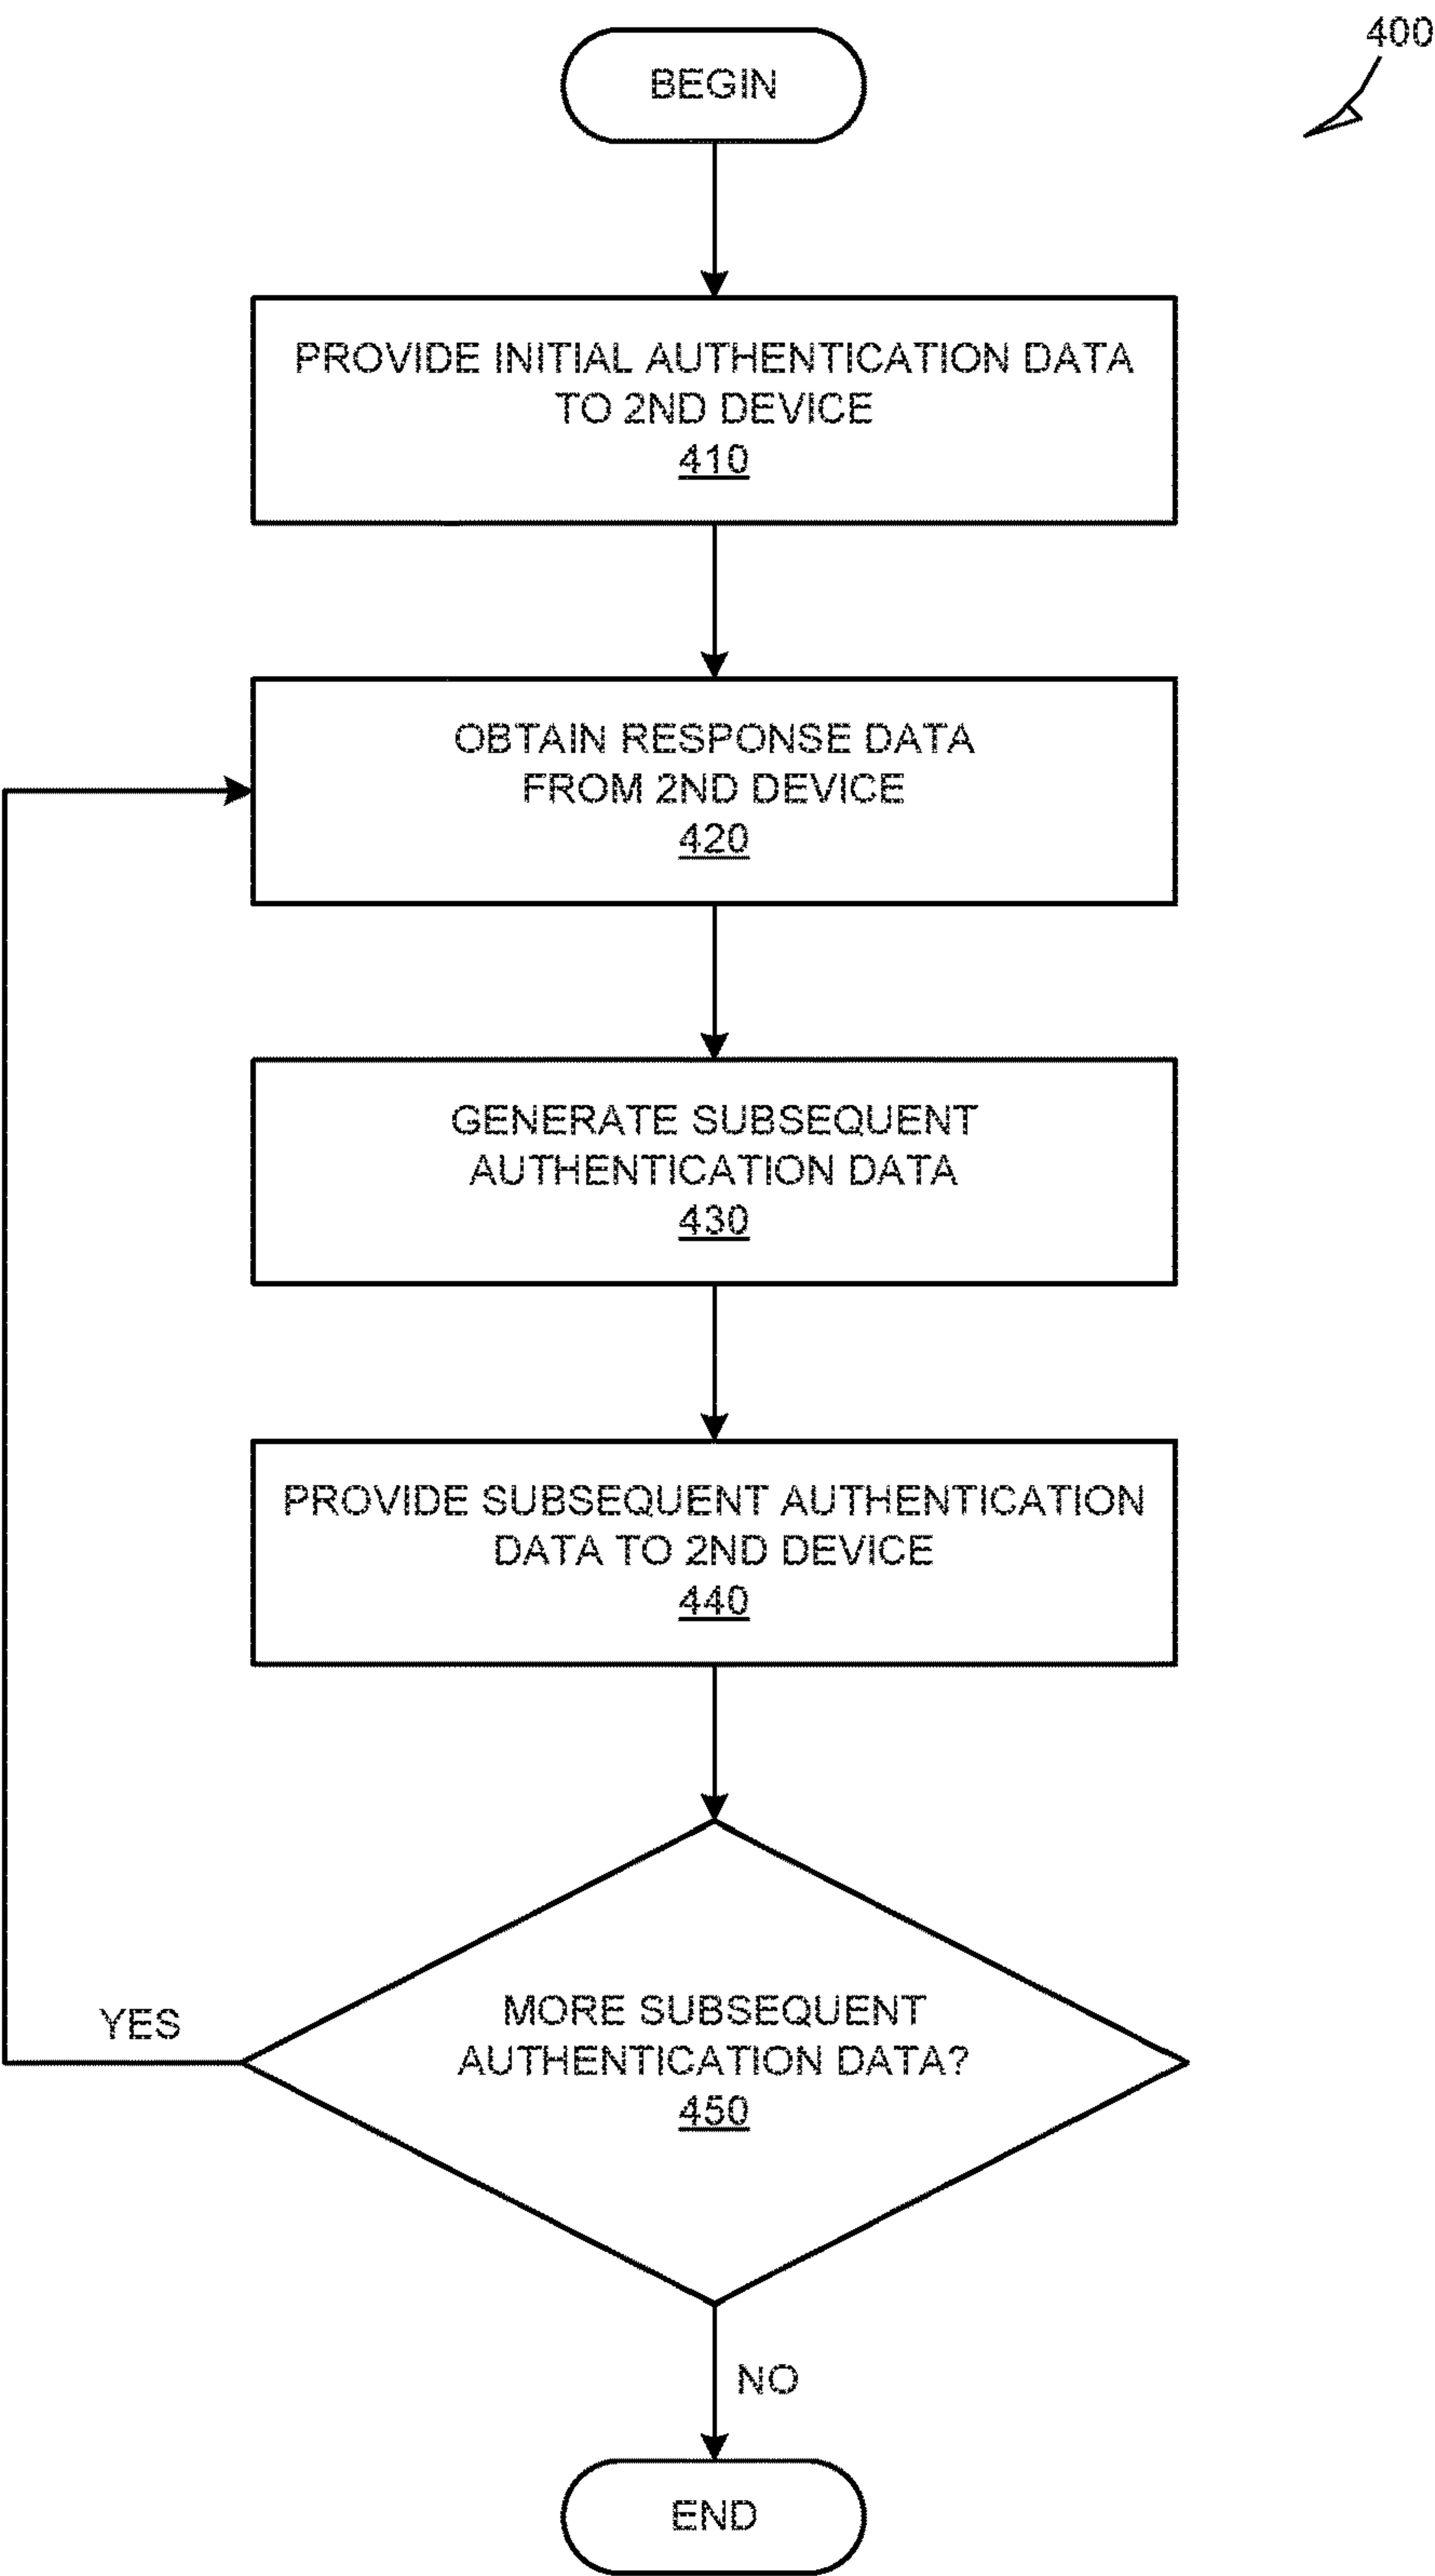 400
BEGIN
PROVIDE INITIAL AUTHENTICATION DATA
TO 2ND DEVICE
410
OBTAIN RESPONSE DATA
FROM 2ND DEVICE
420
GENERATE SUBSEQUENT
AUTHENTICATION DATA
430
PROVIDE SUBSEQUENT AUTHENTICATION
DATA TO 2ND DEVICE
440
YES
MORE SUBSEQUENT
AUTHENTICATION DATA?
450
NO
END